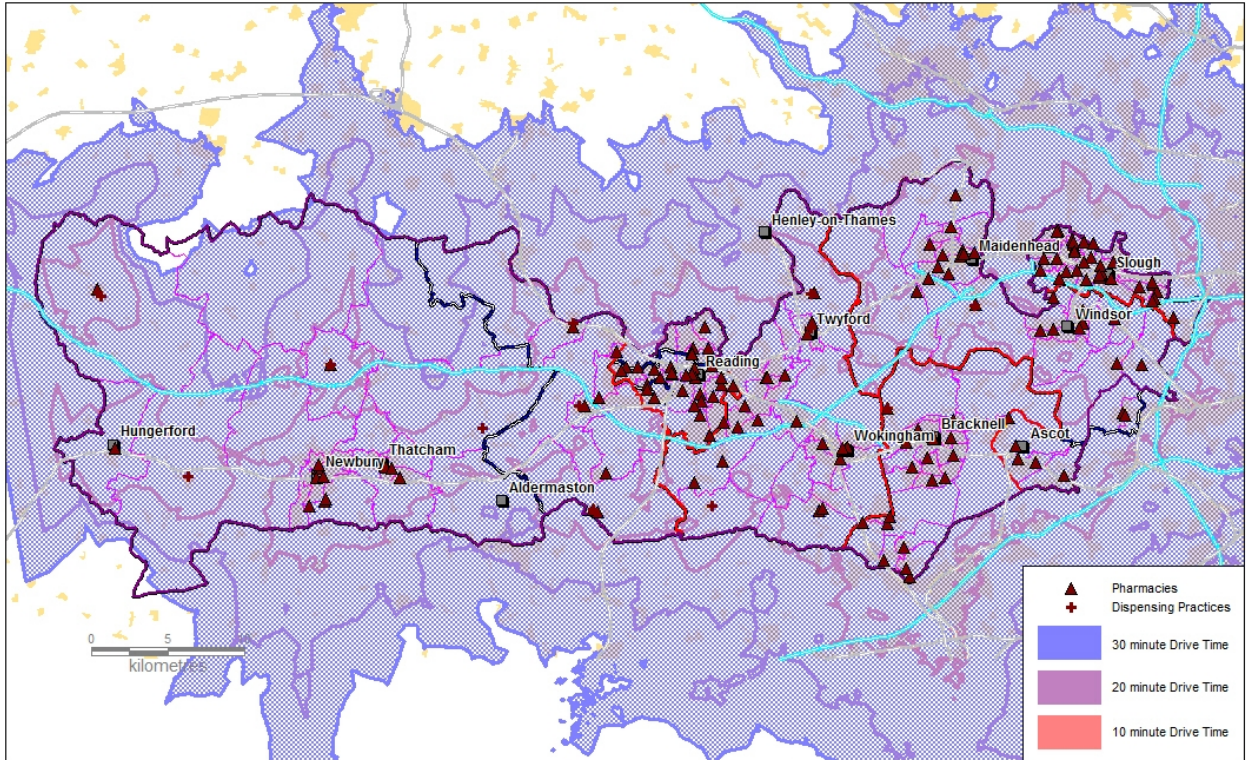 Henley-on-Thames
Maidenhead
Slough
Windsor
Twyford
Reading
Hungerford
Newbury
Thatcham
Aldermaston
Wokingham
Bracknell
Ascot
0 5
kilometres
Pharmacies
Dispensing Practices
30 minute Drive Time
20 minute Drive Time
10 minute Drive Time